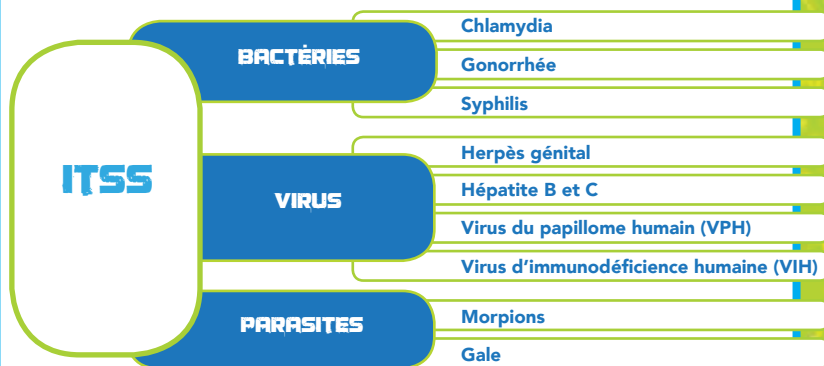 ITSS
BACTÉRIES
Chlamydia
Gonorrhée
Syphilis
VIRUS
Herpès génital
Hépatite B et C
Virus du papillome humain (VPH)
Virus d'immunodéficience humaine (VIH)
PARASITES
Morpions
Gale